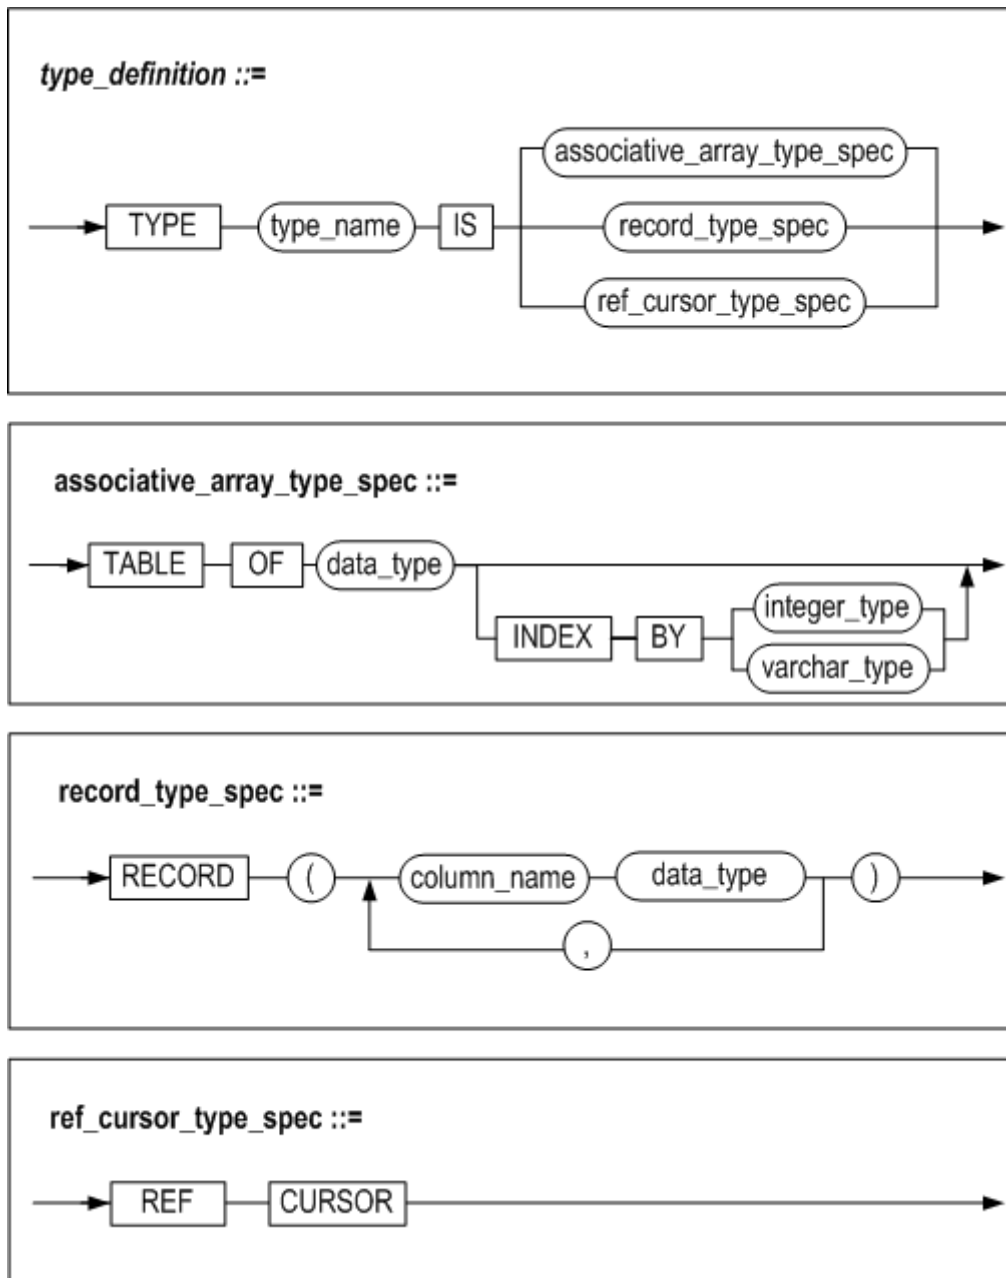 type_definition ::=
associative_array_type_spec
TYPE type_name IS record_type_spec
ref_cursor_type_spec
associative_array_type_spec ::=
TABLE OF data_type
integer_type
INDEX BY
varchar_type
record_type_spec ::=
RECORD ( column_name data_type )
,
ref_cursor_type_spec ::=
REF CURSOR